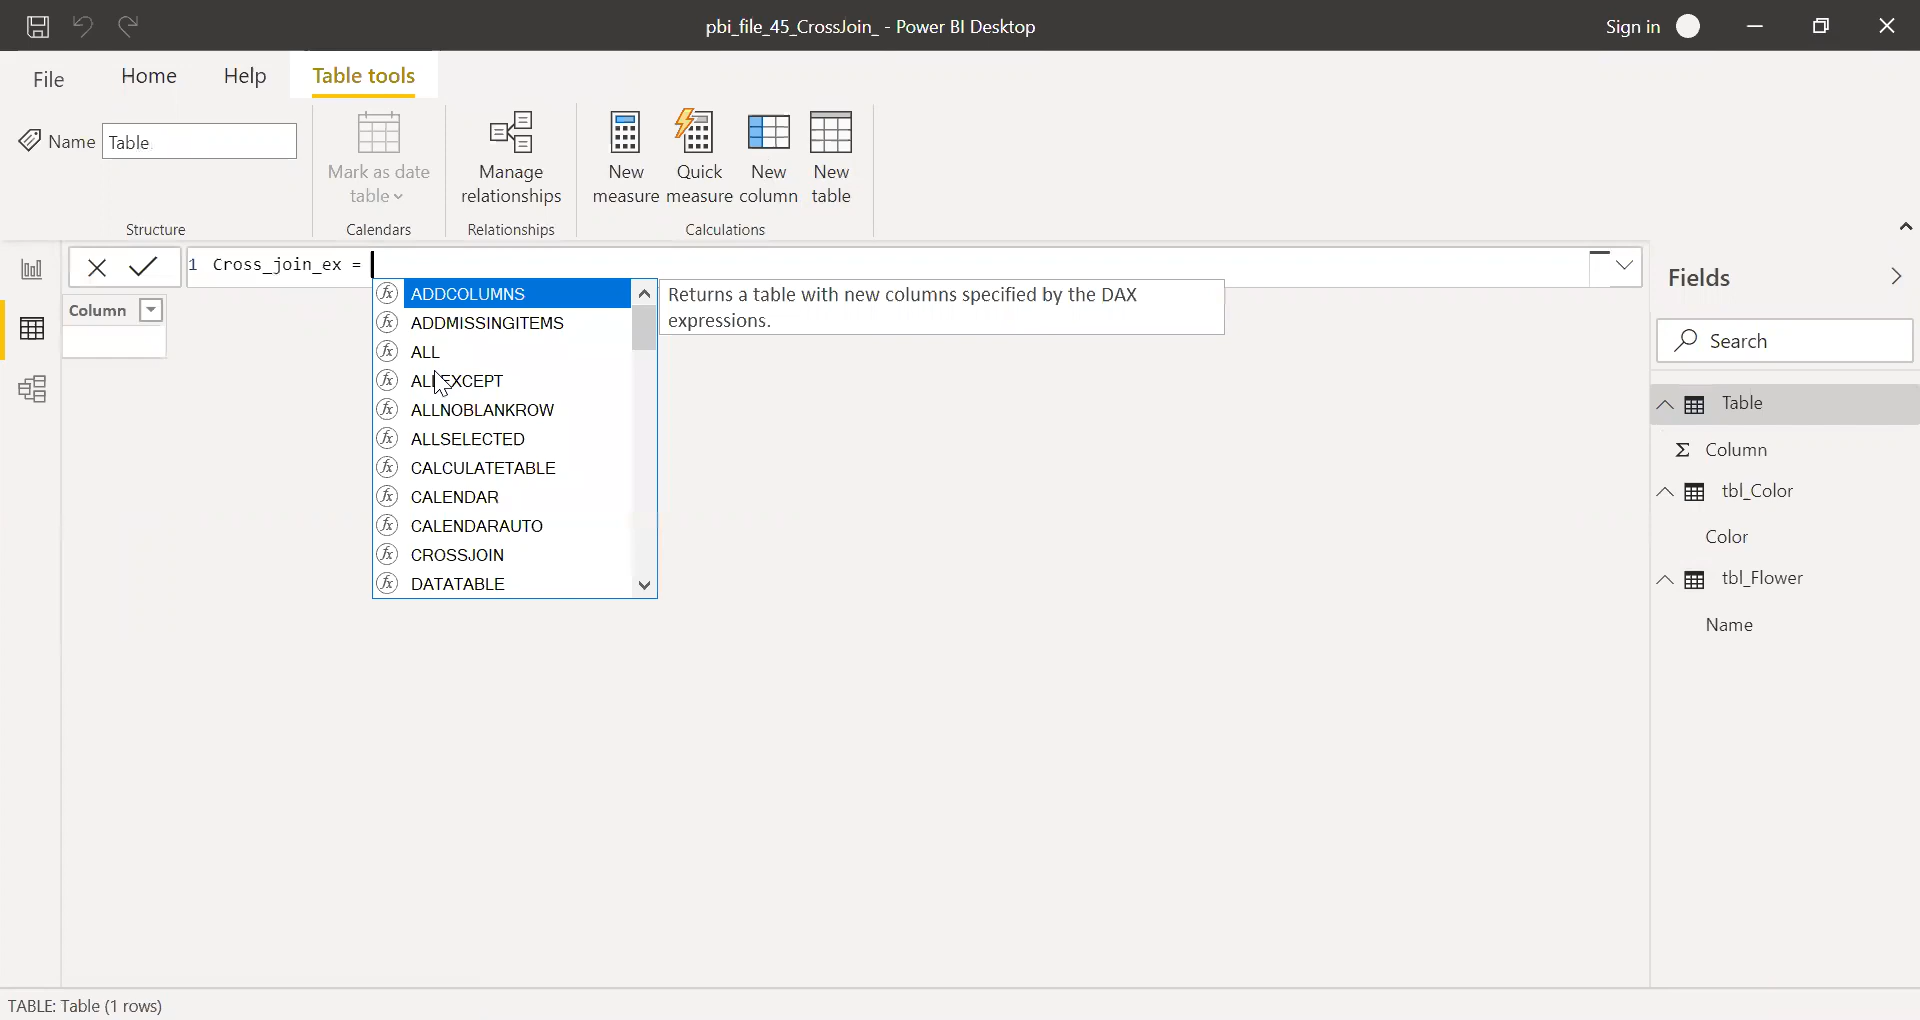 pbi_file_45_CrossJoin_ - Power BI Desktop
Sign in
File Home Help Table tools
Name Table
Mark as date table
Manage relationships
New measure
Quick measure
New column
New table
Structure
Calendars
Relationships
Calculations
1 Cross_join_ex =
Column
ADDCOLUMNS
ADDMISSINGITEMS
ALL
ALLEXCEPT
ALLNOBLANKROW
ALLSELECTED
CALCULATETABLE
CALENDAR
CALENDARAUTO
CROSSJOIN
DATATABLE
Returns a table with new columns specified by the DAX
expressions.
Fields
Search
Table
Column
tbl_Color
Color
tbl_Flower
Name
TABLE: Table (1 rows)